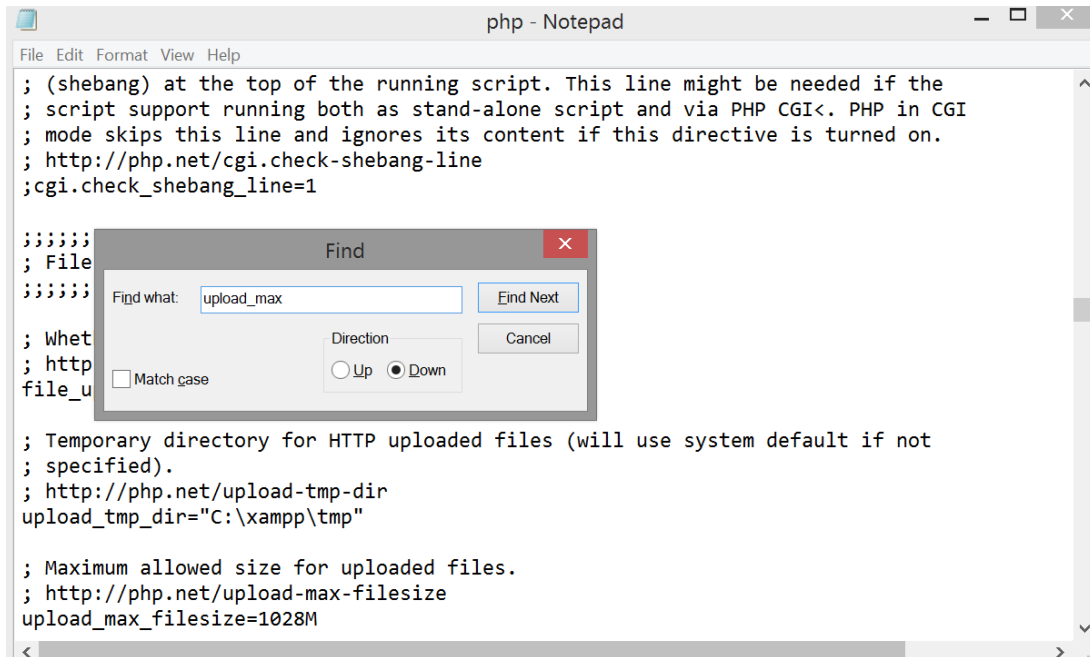 php - Notepad
File Edit Format View Help
; (shebang) at the top of the running script. This line might be needed if the
; script support running both as stand-alone script and via PHP CGI<. PHP in CGI
; mode skips this line and ignores its content if this directive is turned on.
; http://php.net/cgi.check-shebang-line
;cgi.check_shebang_line=1
;;;;;;
; File
;;;;;;
; Whet
; http
file_u
Find
Find what: upload_max Find Next
Direction Cancel
Match case Up Down
; Temporary directory for HTTP uploaded files (will use system default if not
; specified).
; http://php.net/upload-tmp-dir
upload_tmp_dir="C:\xampp\tmp"
; Maximum allowed size for uploaded files.
; http://php.net/upload-max-filesize
upload_max_filesize=1028M